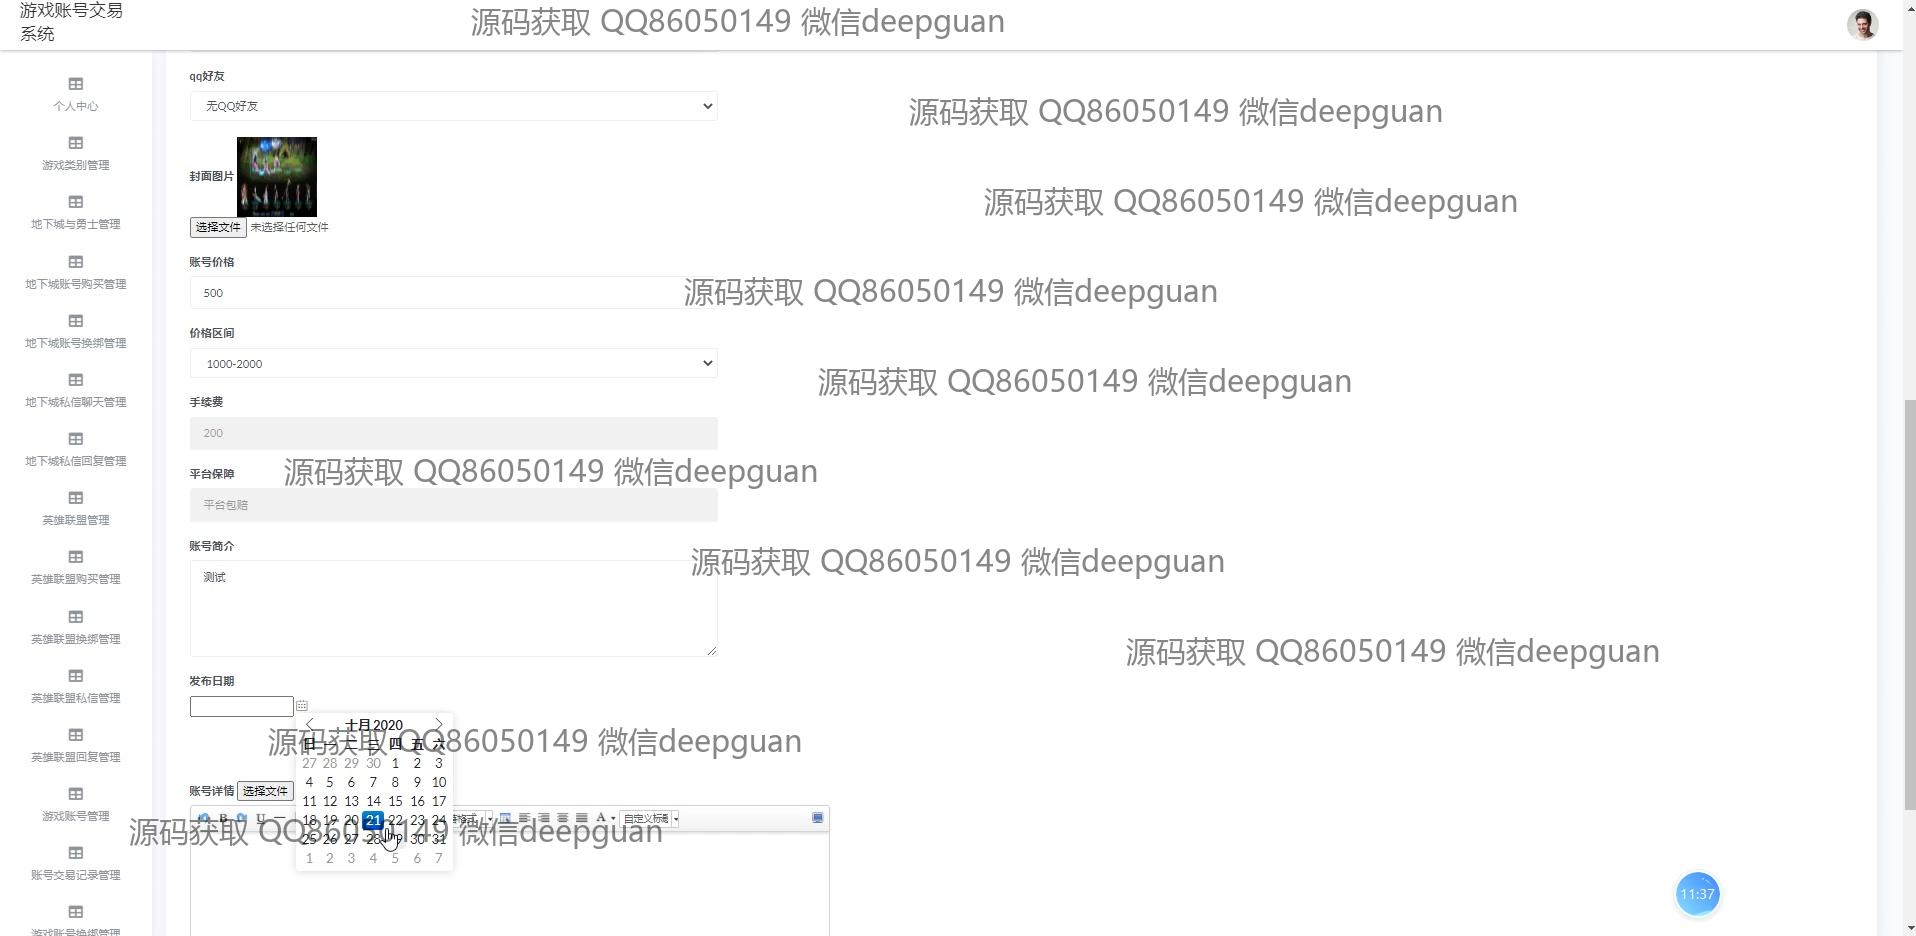 游戏账号交易
系统
源码获取 QQ86050149 微信deepguan
个人中心
游戏类别管理
地下城与勇士管理
地下城账号购买管理
地下城账号换绑管理
地下城私信聊天管理
地下城私信回复管理
英雄联盟管理
英雄联盟购买管理
英雄联盟换绑管理
英雄联盟私信管理
英雄联盟回复管理
游戏账号管理
账号交易记录管理
游戏账号换绑管理
qq好友
无QQ好友
源码获取 QQ86050149 微信deepguan
封面图片
源码获取 QQ86050149 微信deepguan
选择文件 未选择任何文件
账号价格
500
源码获取 QQ86050149 微信deepguan
价格区间
1000-2000
源码获取 QQ86050149 微信deepguan
手续费
200
平台保障
源码获取 QQ86050149 微信deepguan
平台包赔
账号简介
源码获取 QQ86050149 微信deepguan
测试
源码获取 QQ86050149 微信deepguan
发布日期
十月 2020
源码获取 QQ86050149 微信deepguan
日 一 二 三 四 五 六
27 28 29 30 1 2 3
4 5 6 7 8 9 10
账号详情 选择文件
11 12 13 14 15 16 17
18 19 20 21 22 23 24
B U 格式 A 自定义标题
源码获取 QQ86050149 微信deepguan
25 26 27 28 29 30 31
1 2 3 4 5 6 7
11:37